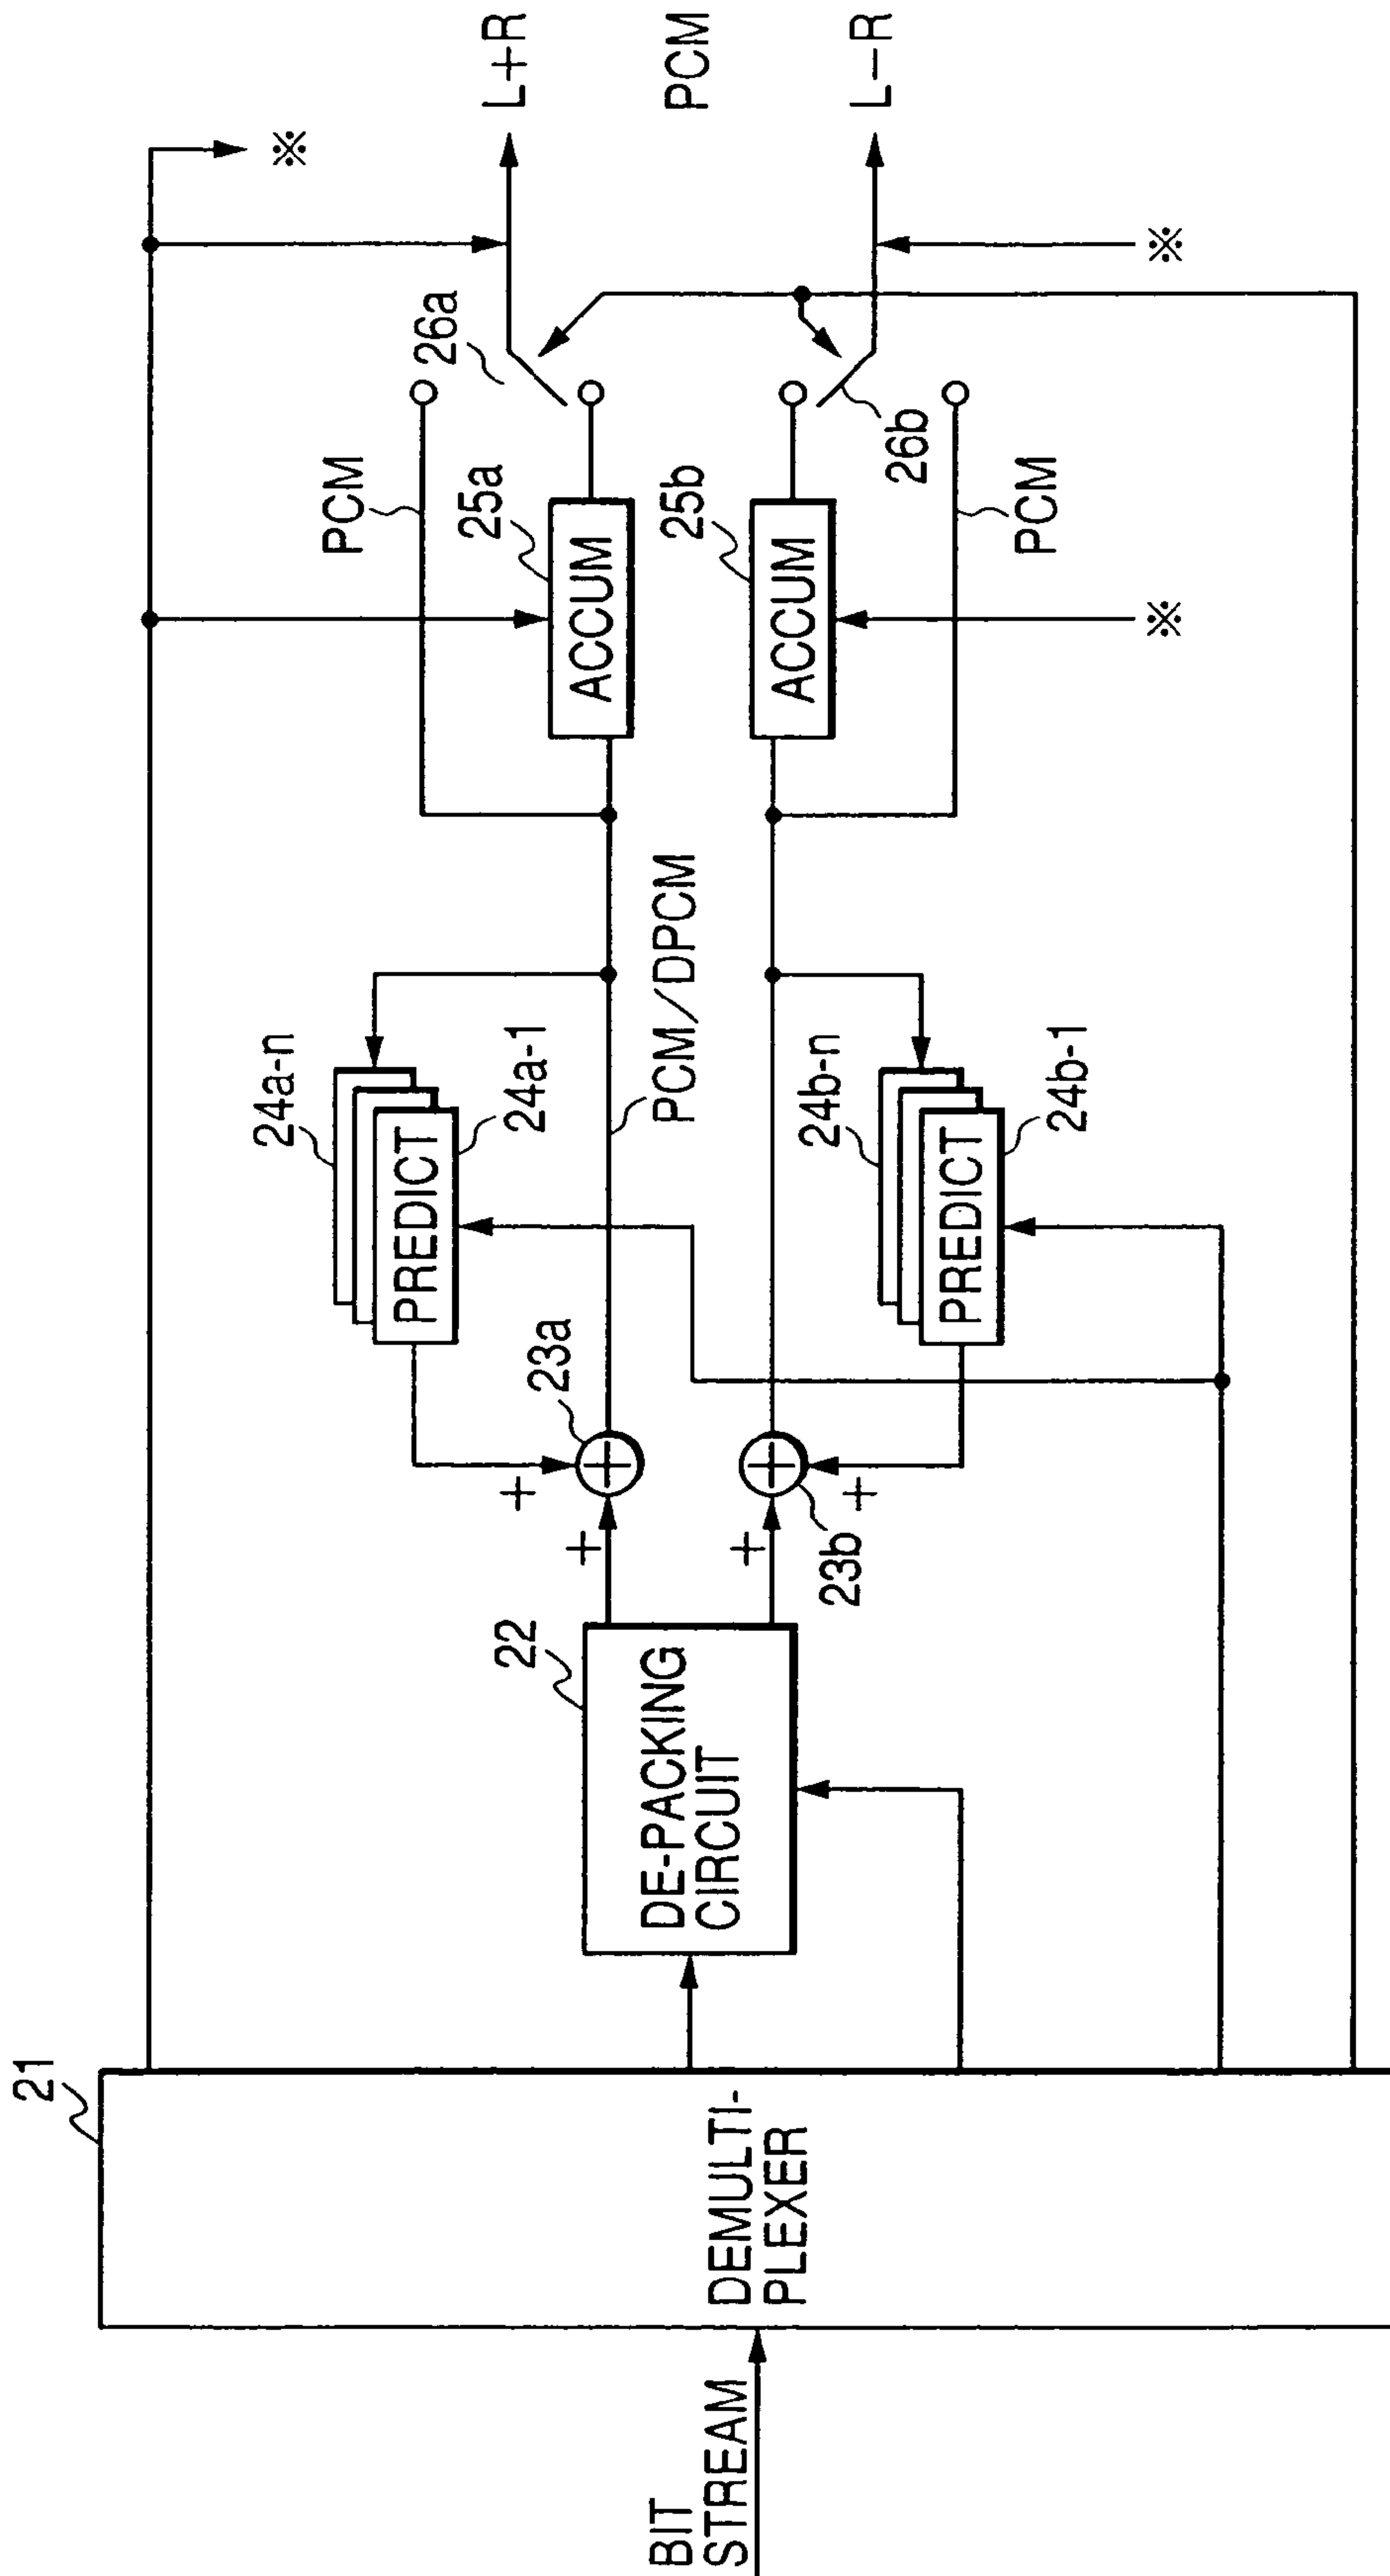 BIT
STREAM
21
DEMULTI-
PLEXER
22
DE-PACKING
CIRCUIT
+
+
23a
+
+
23b
24a-n
PREDICT
24a-1
PCM/DPCM
24b-n
PREDICT
24b-1
PCM
25a
ACCUM
25b
ACCUM
PCM
26a
26b
※
※
※
L+R
PCM
L-R